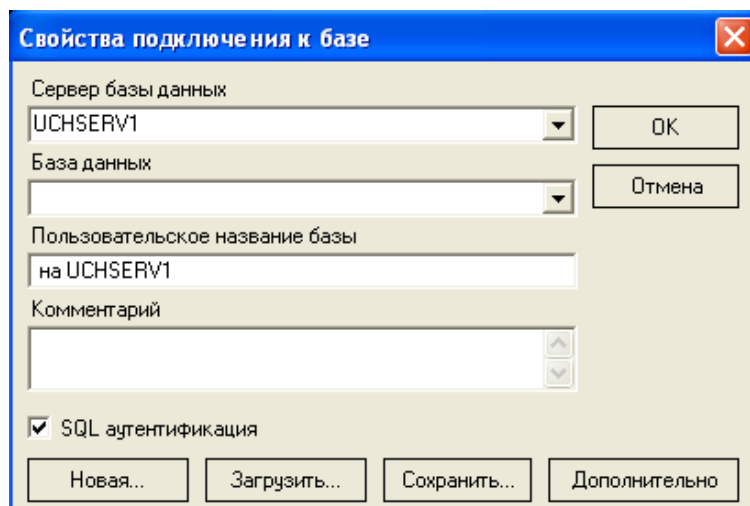 Свойства подключения к базе
Сервер базы данных
UCHSERV1
OK
База данных
Отмена
Пользовательское название базы
на UCHSERV1
Комментарий
SQL аутентификация
Новая... Загрузить... Сохранить... Дополнительно